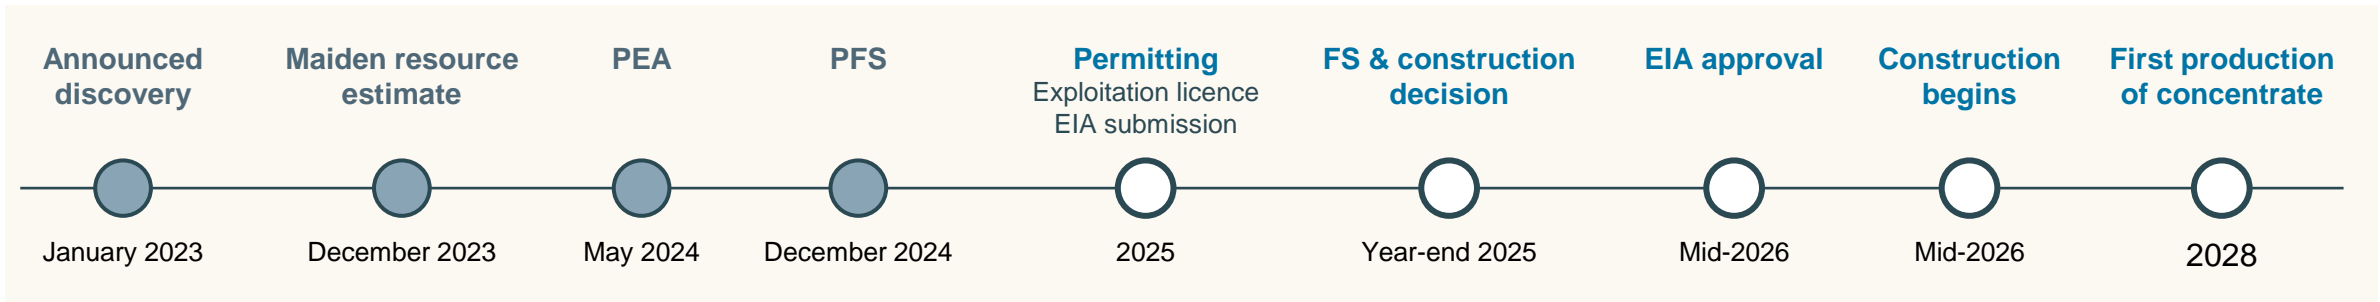 Announced
discovery
January 2023
Maiden resource
estimate
December 2023
PEA
May 2024
PFS
December 2024
Permitting
Exploitation licence
EIA submission
2025
FS & construction
decision
Year-end 2025
EIA approval
Mid-2026
Construction
begins
Mid-2026
First production
of concentrate
2028